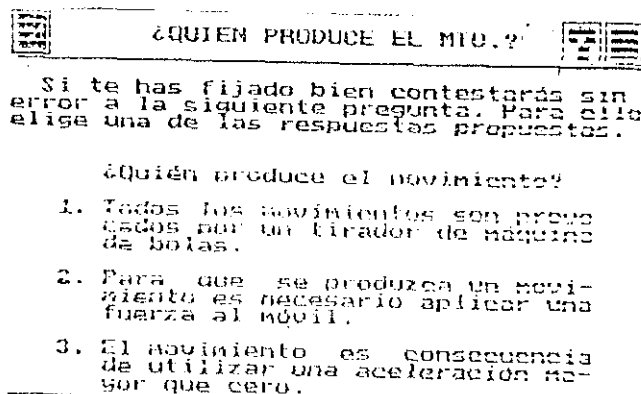 ¿QUIEN PRODUCE EL MTO.?
Si te has fijado bien contestarás sin
error a la siguiente pregunta. Para ello
elige una de las respuestas propuestas.
¿Quién produce el movimiento?
1. Todos los movimientos son provo
cados por un tirador de máquina
de bolas.
2. Para que se produzca un movi-
miento es necesario aplicar una
fuerza al móvil.
3. El movimiento es consecuencia
de utilizar una aceleración ma-
yor que cero.